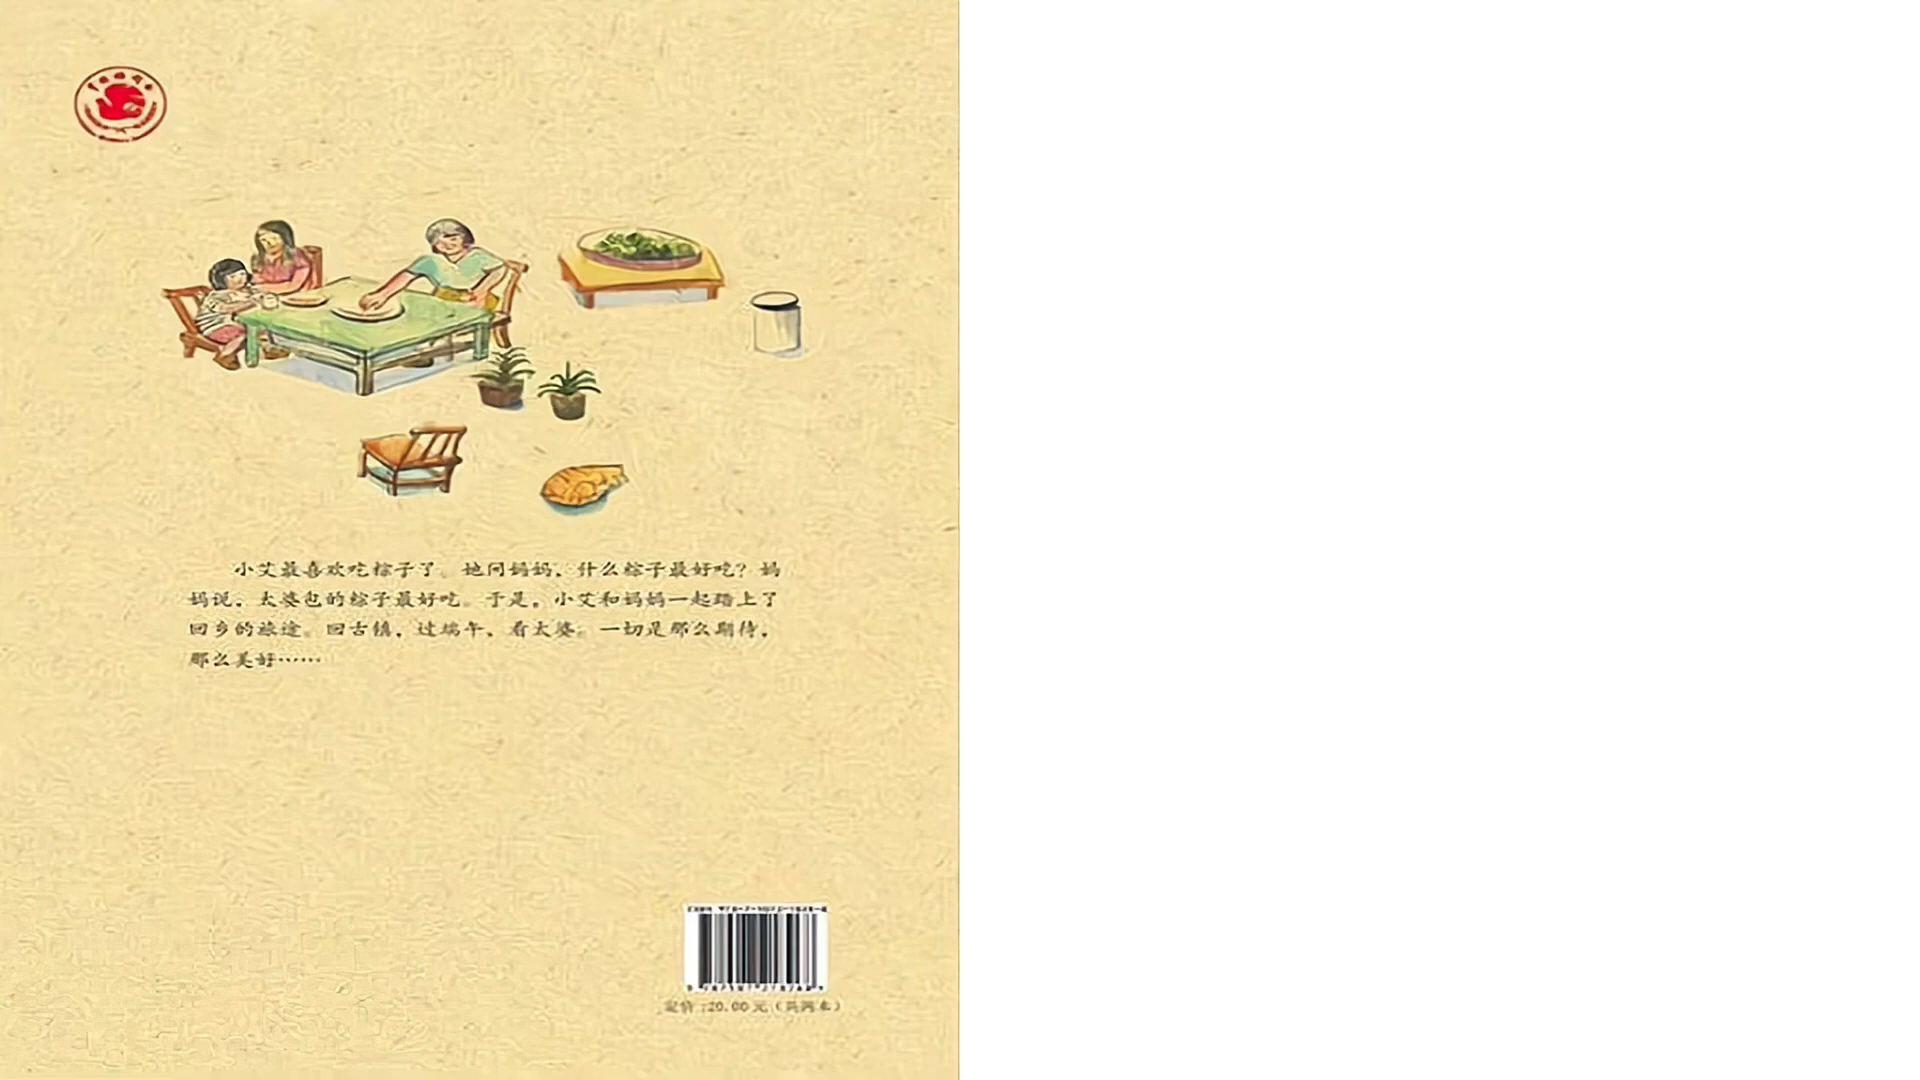 小艾最喜欢吃粽子了。她问妈妈，什么粽子最好吃？妈
妈说，太婆包的粽子最好吃。于是，小艾和妈妈一起踏上了
回乡的旅途。回古镇，过端午，看太婆。一切是那么期待，
那么美好……
定价：20.00元